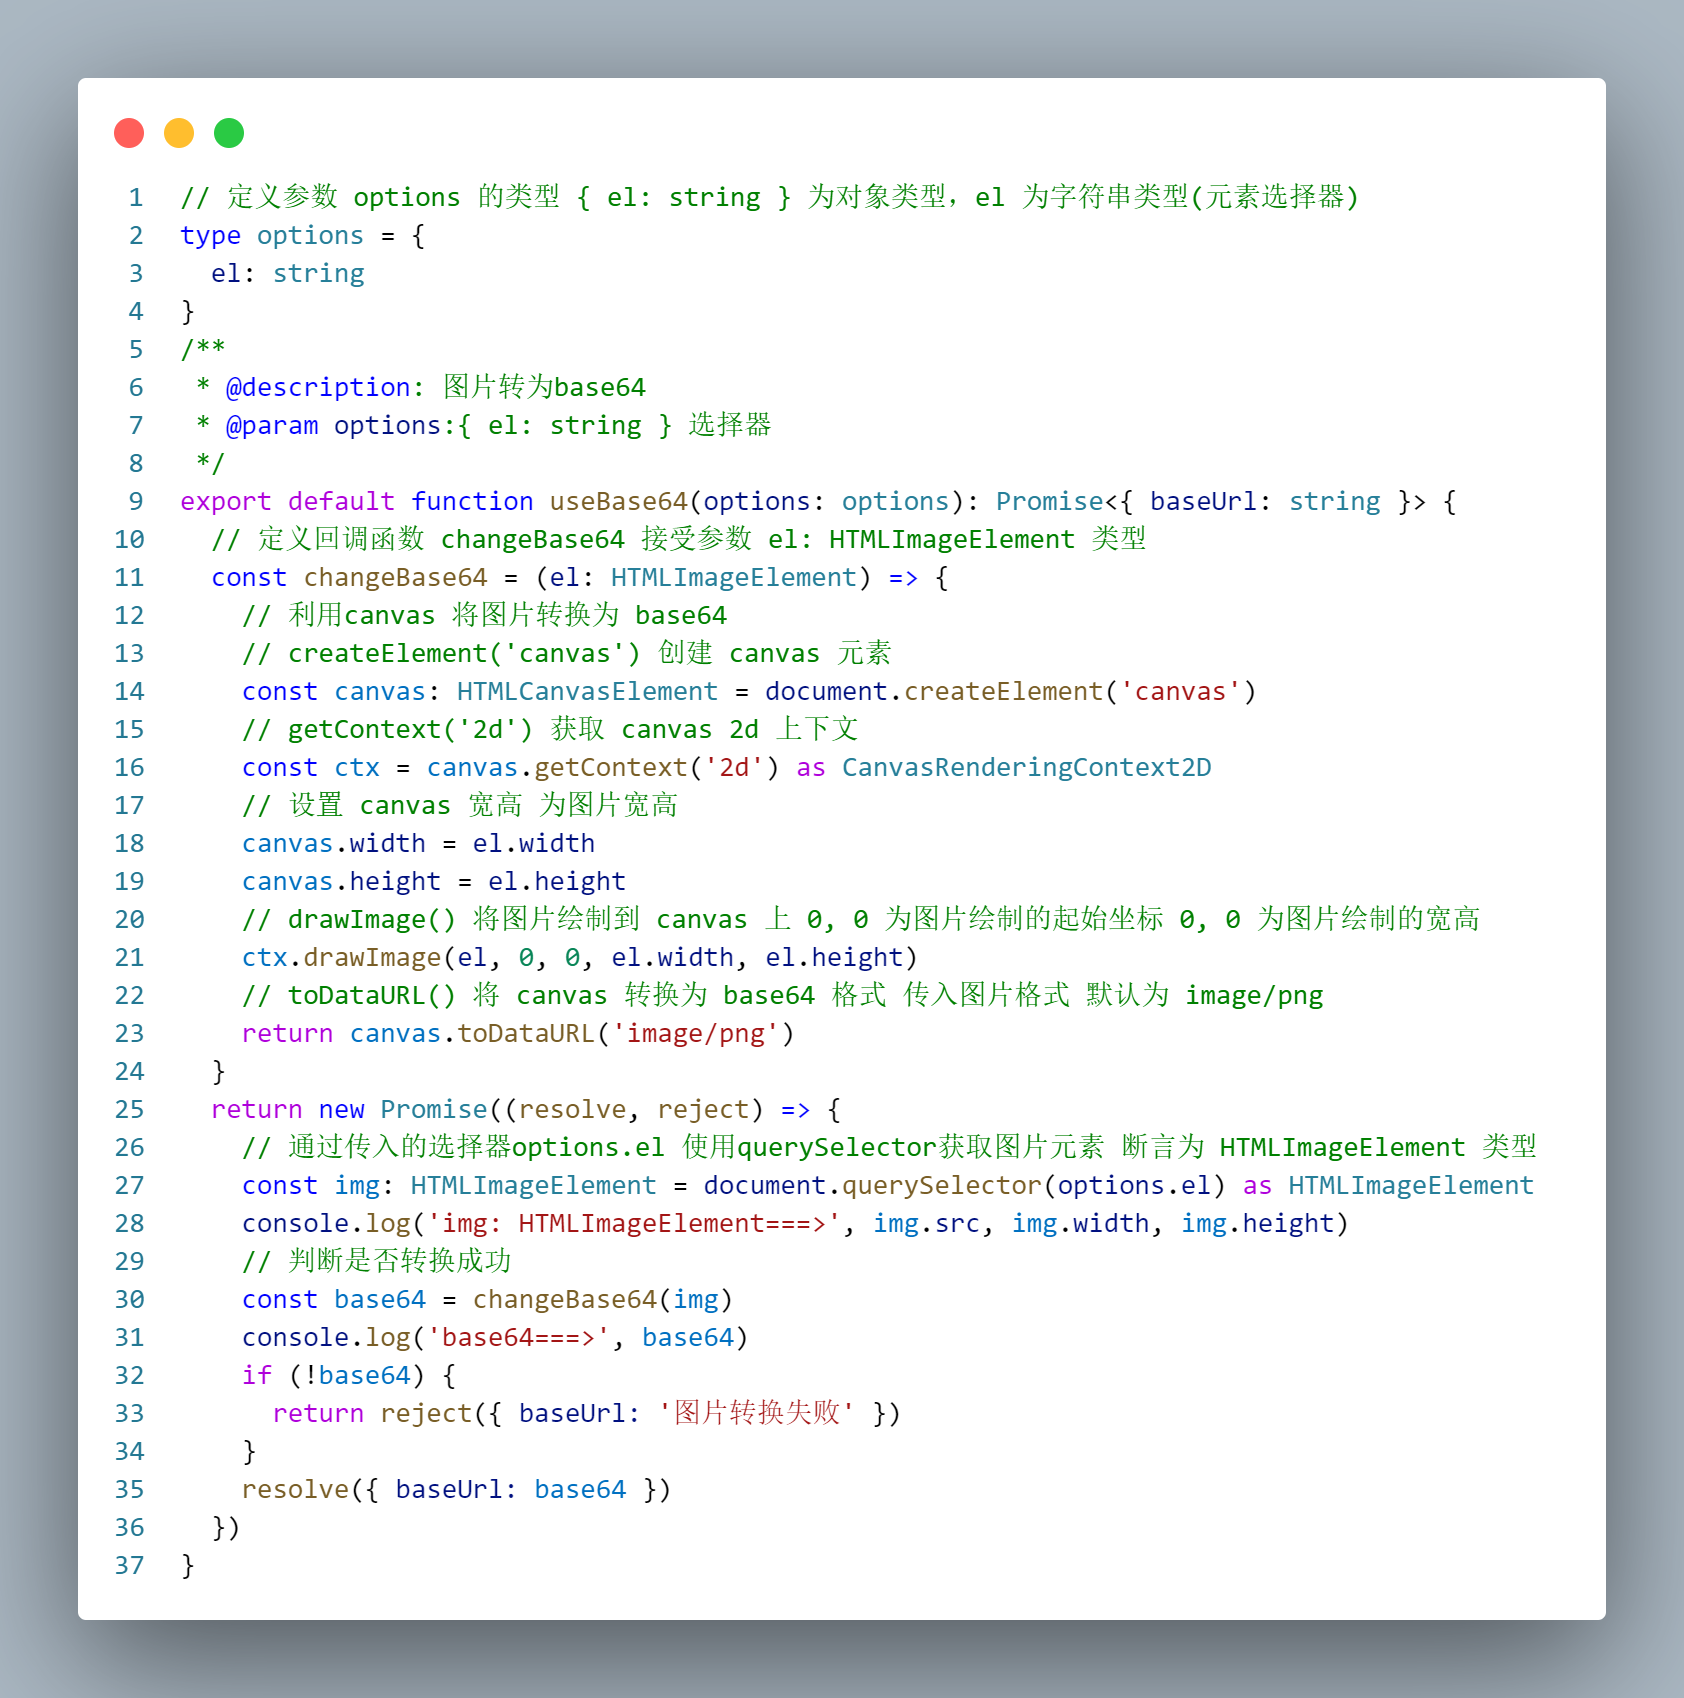 1 // 定义参数 options 的类型 { el: string } 为对象类型，el 为字符串类型(元素选择器)
2 type options = {
3   el: string
4 }
5 /**
6  * @description: 图片转为base64
7  * @param options:{ el: string } 选择器
8  */
9 export default function useBase64(options: options): Promise<{ baseUrl: string }> {
10   // 定义回调函数 changeBase64 接受参数 el: HTMLImageElement 类型
11   const changeBase64 = (el: HTMLImageElement) => {
12     // 利用canvas 将图片转换为 base64
13     // createElement('canvas') 创建 canvas 元素
14     const canvas: HTMLCanvasElement = document.createElement('canvas')
15     // getContext('2d') 获取 canvas 2d 上下文
16     const ctx = canvas.getContext('2d') as CanvasRenderingContext2D
17     // 设置 canvas 宽高 为图片宽高
18     canvas.width = el.width
19     canvas.height = el.height
20     // drawImage() 将图片绘制到 canvas 上 0, 0 为图片绘制的起始坐标 0, 0 为图片绘制的宽高
21     ctx.drawImage(el, 0, 0, el.width, el.height)
22     // toDataURL() 将 canvas 转换为 base64 格式 传入图片格式 默认为 image/png
23     return canvas.toDataURL('image/png')
24   }
25   return new Promise((resolve, reject) => {
26     // 通过传入的选择器options.el 使用querySelector获取图片元素 断言为 HTMLImageElement 类型
27     const img: HTMLImageElement = document.querySelector(options.el) as HTMLImageElement
28     console.log('img: HTMLImageElement===>', img.src, img.width, img.height)
29     // 判断是否转换成功
30     const base64 = changeBase64(img)
31     console.log('base64===>', base64)
32     if (!base64) {
33       return reject({ baseUrl: '图片转换失败' })
34     }
35     resolve({ baseUrl: base64 })
36   })
37 }